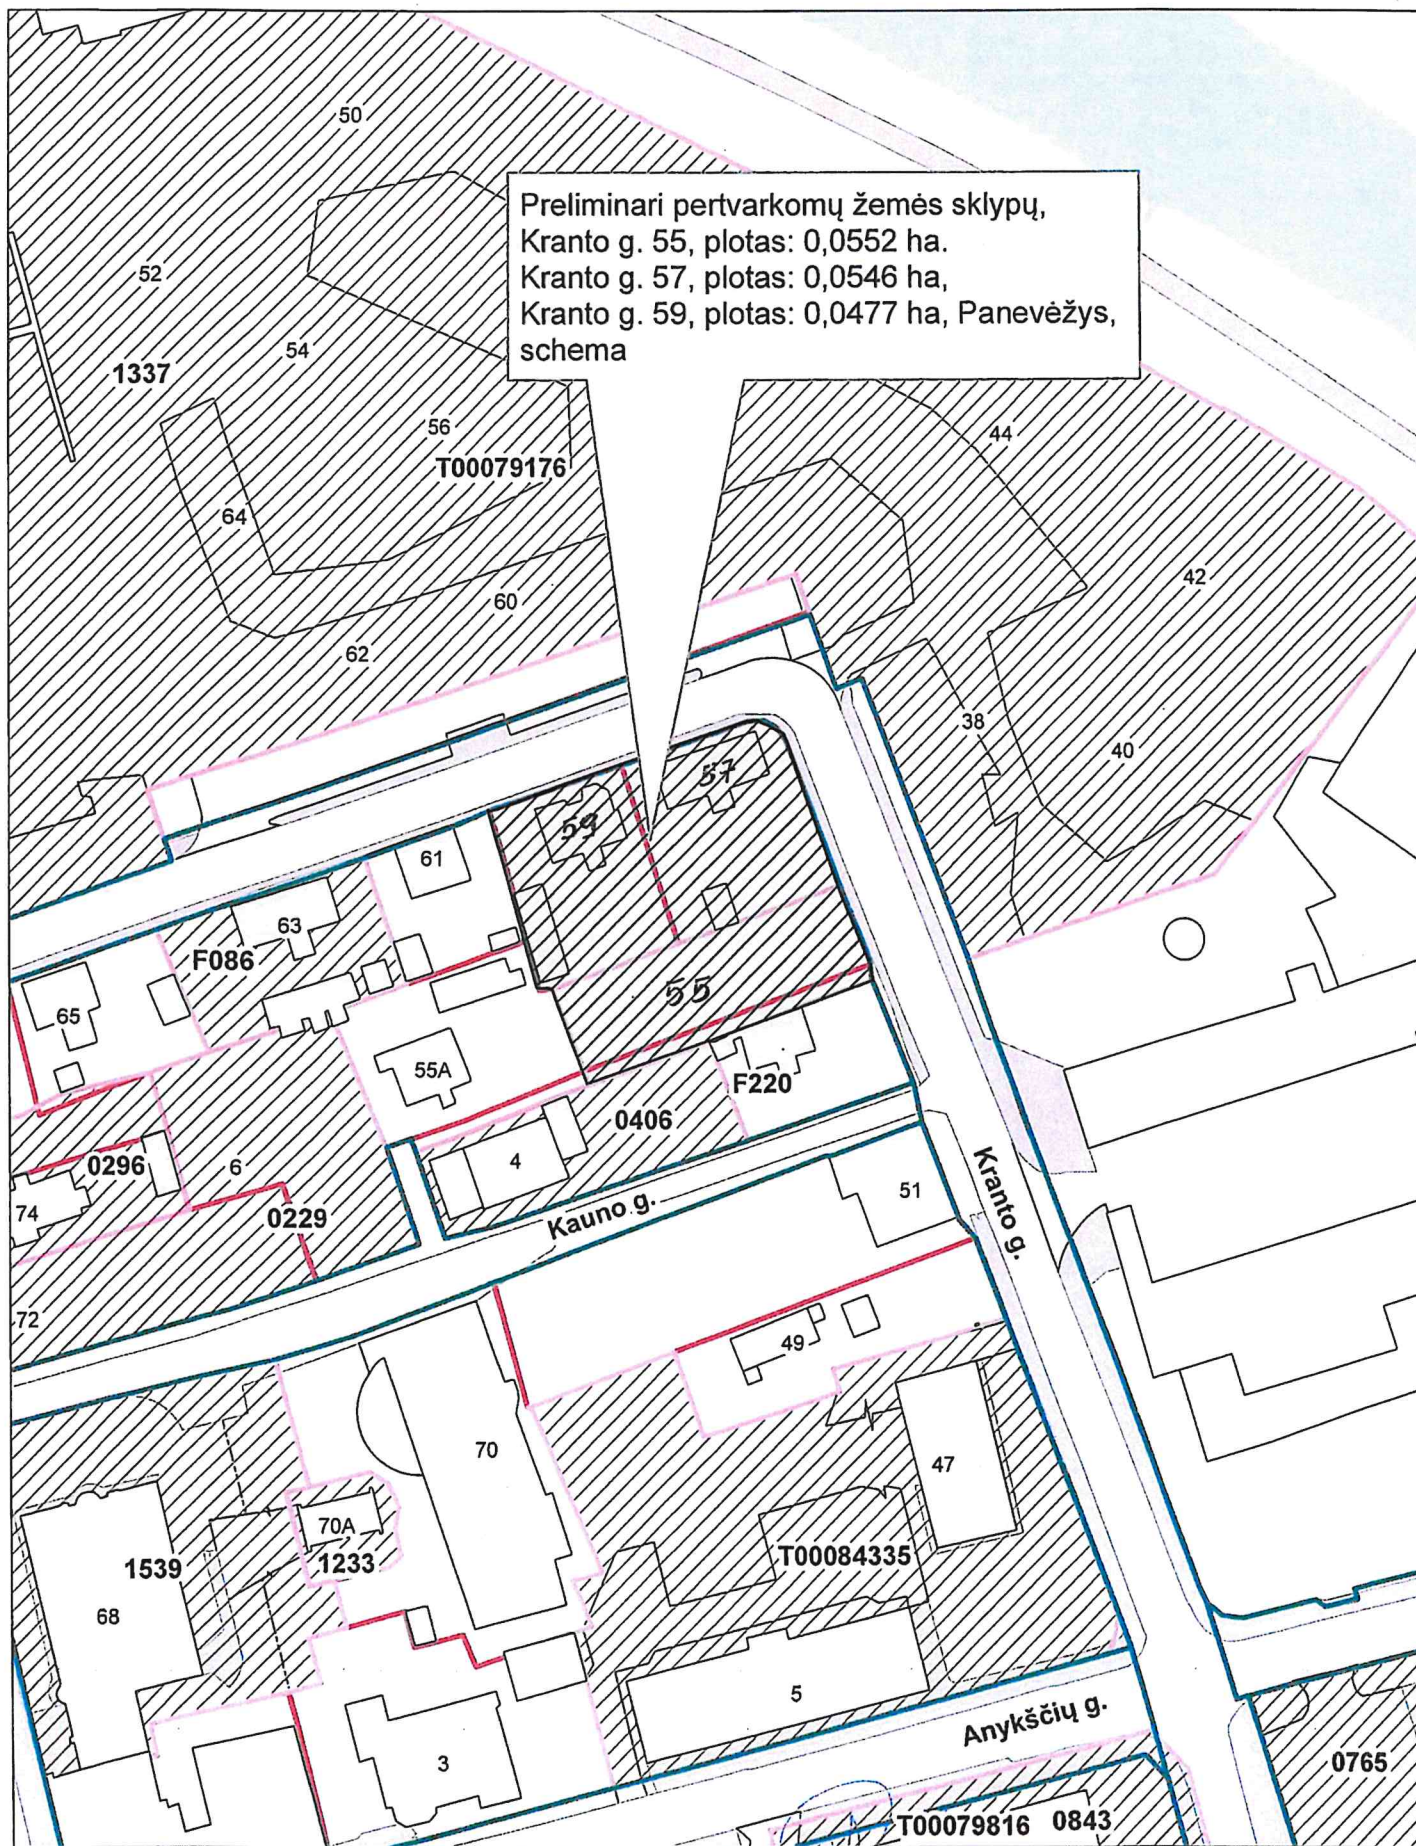 50
Preliminari pertvarkomų žemės sklypų,
Kranto g. 55, plotas: 0,0552 ha.
Kranto g. 57, plotas: 0,0546 ha,
Kranto g. 59, plotas: 0,0477 ha, Panevėžys,
schema
52
54
1337
56
44
T00079176
64
42
60
62
38
40
57
59
61
63
F086
55
65
55A
F220
0406
4
0296
6
74
0229
51
Kauno g.
Kranto g.
72
49
70
47
70A
1233
1539
T00084335
68
5
Anykščių g.
3
0765
T00079816
0843